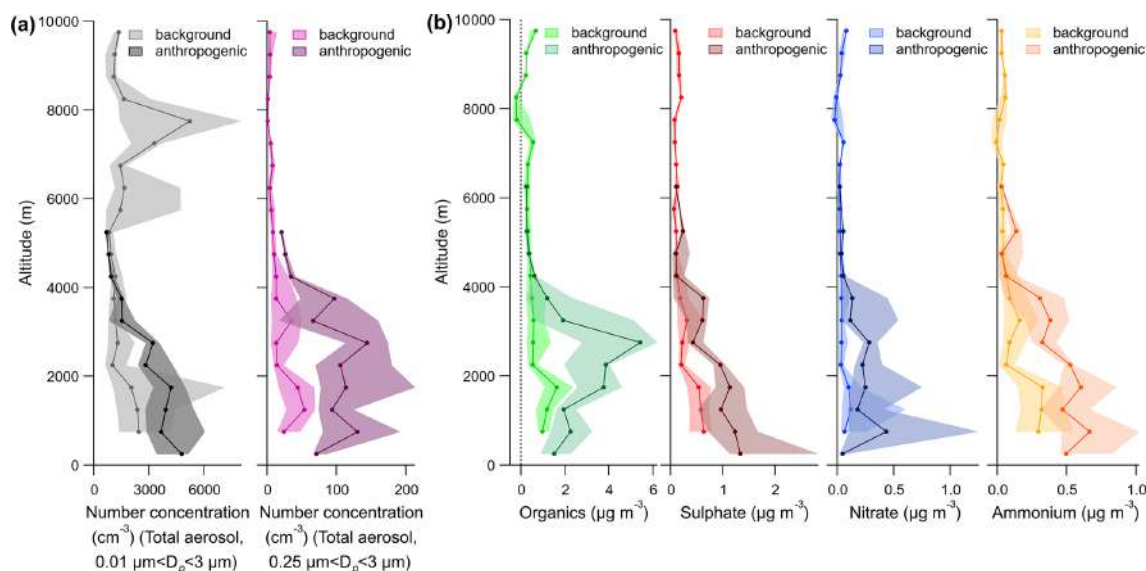 (a)
background
anthropogenic
background
anthropogenic
(b)
background
anthropogenic
background
anthropogenic
background
anthropogenic
background
anthropogenic
10000
8000
6000
4000
2000
0
Altitude (m)
10000
8000
6000
4000
2000
0
Altitude (m)
0 3000 6000
0 50 100 150 200
0 2 4 6
0 1 2
0.0 0.5 1.0
0.0 0.5 1.0
Number concentration
(cm⁻³) (Total aerosol,
0.01 µm<Dₚ<3 µm)
Number concentration
(cm⁻³) (Total aerosol,
0.25 µm<Dₚ<3 µm)
Organics (µg m⁻³)
Sulphate (µg m⁻³)
Nitrate (µg m⁻³)
Ammonium (µg m⁻³)